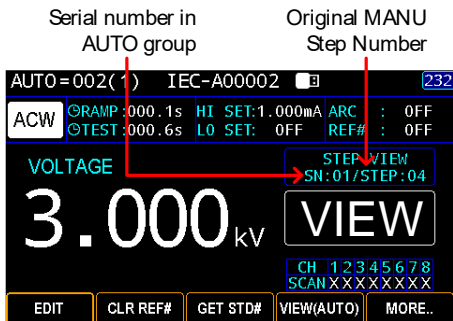 Serial number in
AUTO group
Original MANU
Step Number
AUTO=002(1) IEC-A00002 232
ACW RAMP:000.1s HI SET:1.000mA ARC : OFF
TEST:000.6s LO SET: OFF REF# : OFF
VOLTAGE
STEP VIEW
SN:01/STEP:04
3.000 kV
VIEW
CH 1 2 3 4 5 6 7 8
SCAN X X X X X X X X
EDIT CLR REF# GET STD# VIEW(AUTO) MORE..